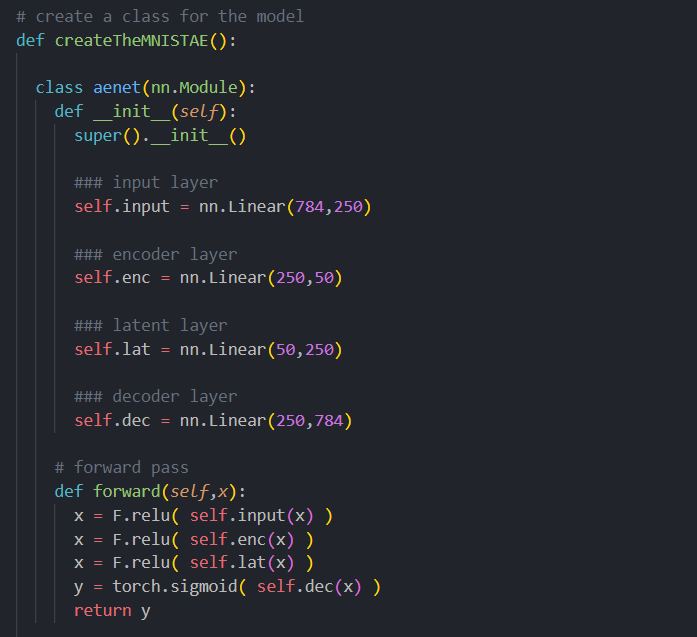 # create a class for the model
def createTheMNISTAE():
class aenet(nn.Module):
def __init__(self):
super().__init__()
### input layer
self.input = nn.Linear(784,250)
### encoder layer
self.enc = nn.Linear(250,50)
### latent layer
self.lat = nn.Linear(50,250)
### decoder layer
self.dec = nn.Linear(250,784)
# forward pass
def forward(self,x):
x = F.relu( self.input(x) )
x = F.relu( self.enc(x) )
x = F.relu( self.lat(x) )
y = torch.sigmoid( self.dec(x) )
return y